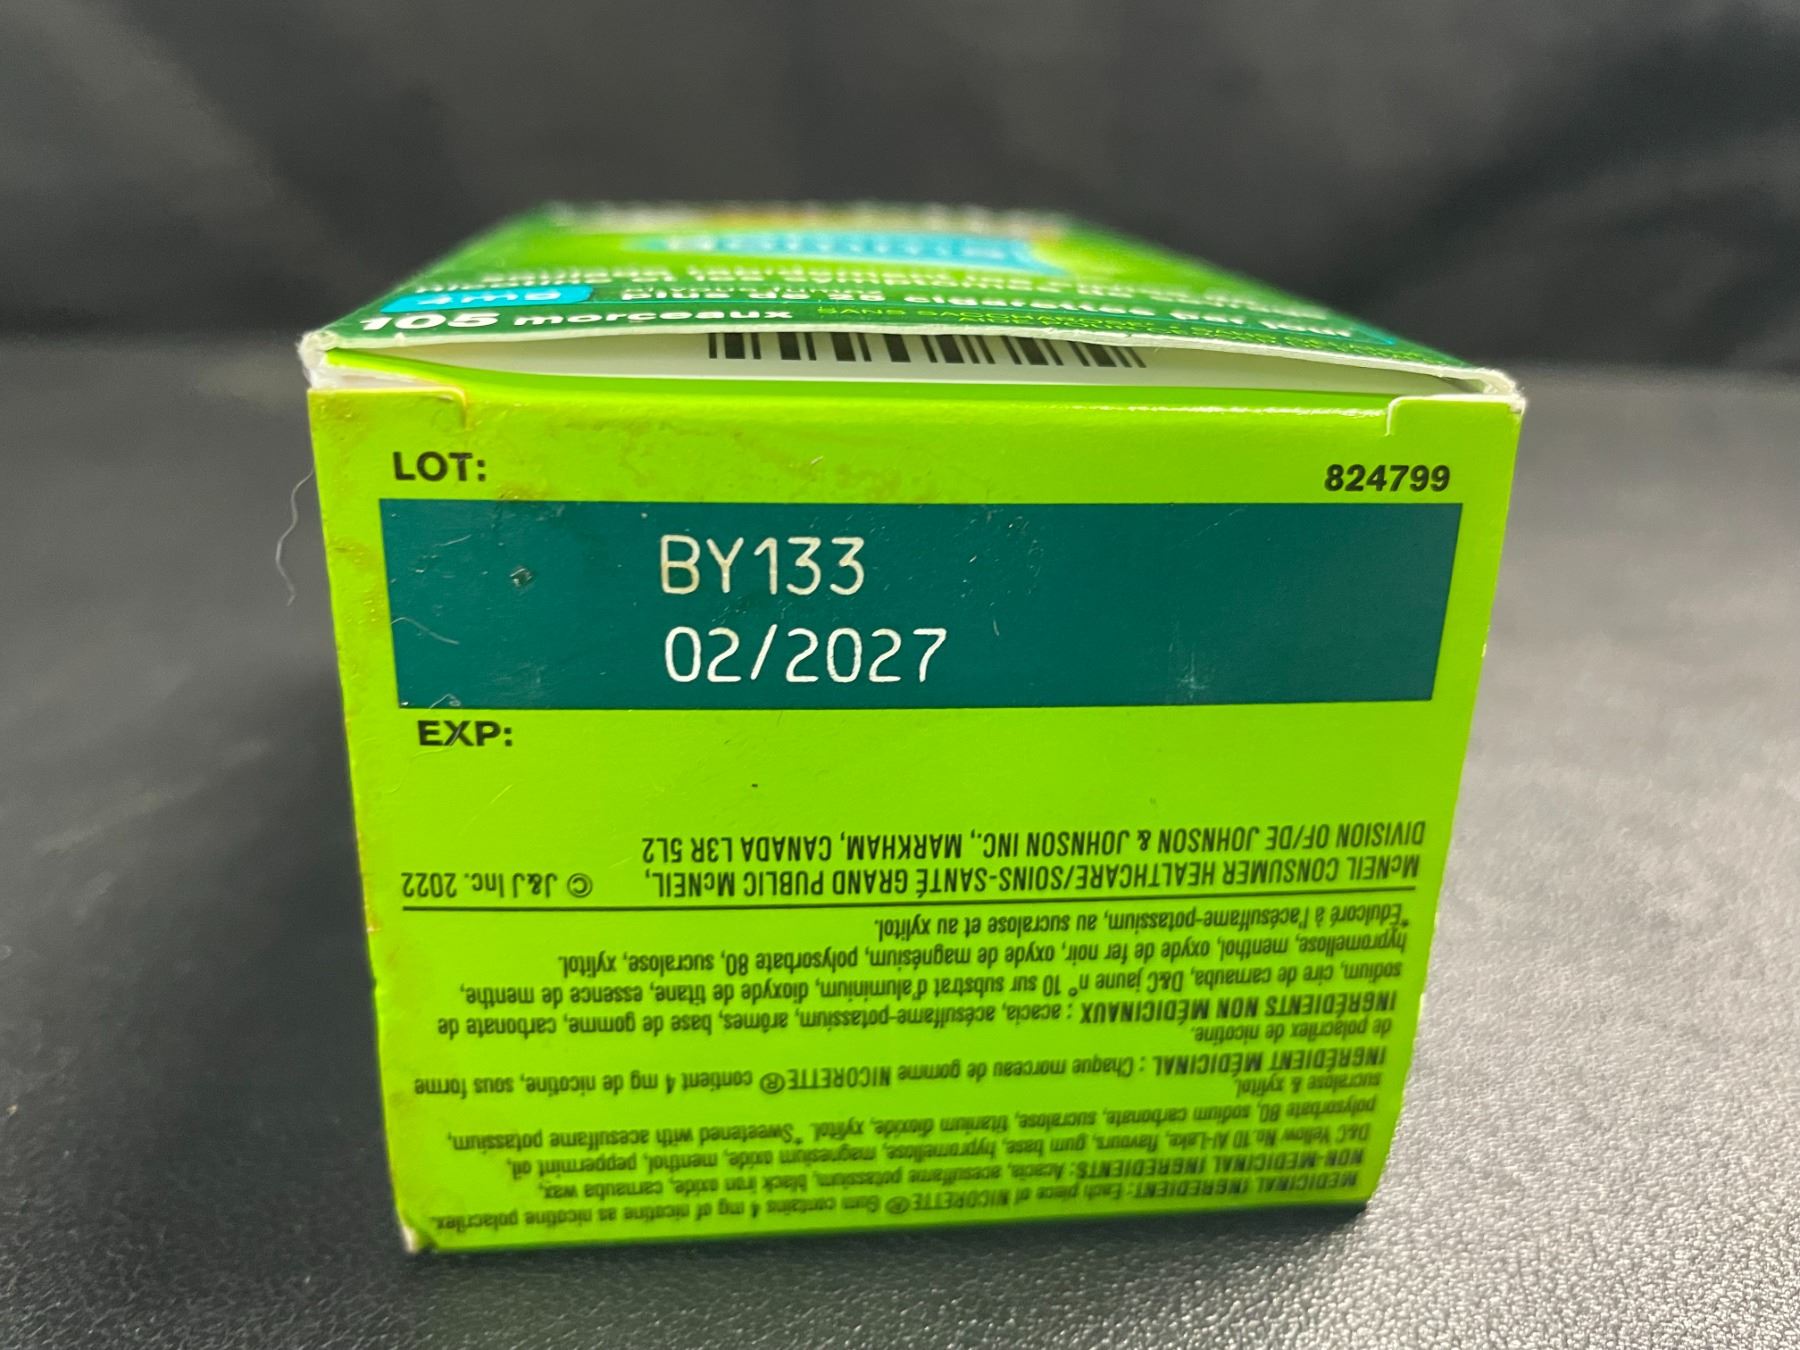 4mg
plus de 25 cigarettes par jour
105 morceaux
LOT:
824799
BY133
02/2027
EXP:
MEDICINAL INGREDIENT: Each piece of NICORETTE® Gum contains 4 mg of nicotine as nicotine polacrilex.
NON-MEDICINAL INGREDIENTS: Acacia, acesulfame potassium, black iron oxide, carnauba wax,
D&C Yellow No. 10 Al-Lake, flavours, gum base, hypromellose, magnesium oxide, menthol, peppermint oil,
polysorbate 80, sodium carbonate, sucralose, titanium dioxide, xylitol. *Sweetened with acesulfame potassium,
sucralose & xylitol.
INGRÉDIENT MÉDICINAL : Chaque morceau de gomme NICORETTE® contient 4 mg de nicotine, sous forme
de polacrilex de nicotine.
INGRÉDIENTS NON MÉDICINAUX : acacia, acésulfame-potassium, arômes, base de gomme, carbonate de
sodium, cire de carnauba, D&C jaune n° 10 sur substrat d'aluminium, dioxyde de titane, essence de menthe,
hypromellose, menthol, oxyde de fer noir, oxyde de magnésium, polysorbate 80, sucralose, xylitol.
*Édulcoré à l'acésulfame-potassium, au sucralose et au xylitol.
McNEIL CONSUMER HEALTHCARE/SOINS-SANTÉ GRAND PUBLIC McNEIL,
DIVISION OF/DE JOHNSON & JOHNSON INC., MARKHAM, CANADA L3R 5L2
© J&J Inc. 2022